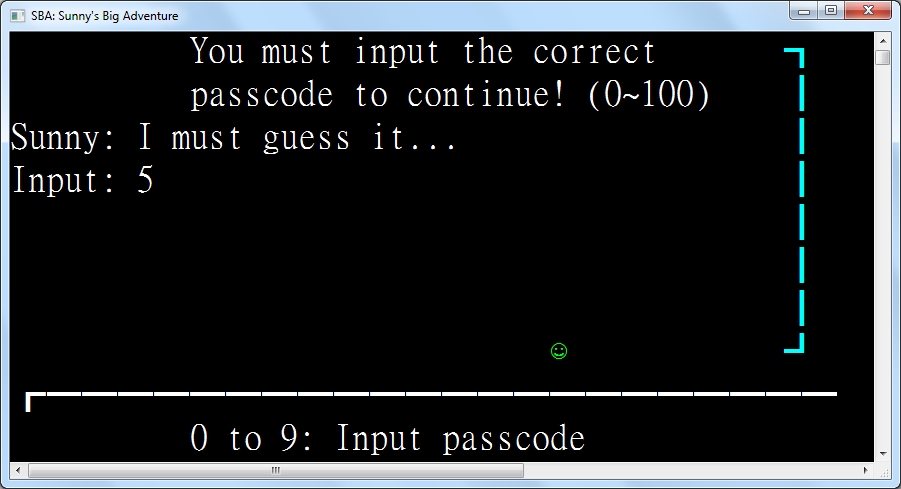 SBA: Sunny's Big Adventure
You must input the correct
passcode to continue! (0~100)
Sunny: I must guess it...
Input: 5
0 to 9: Input passcode